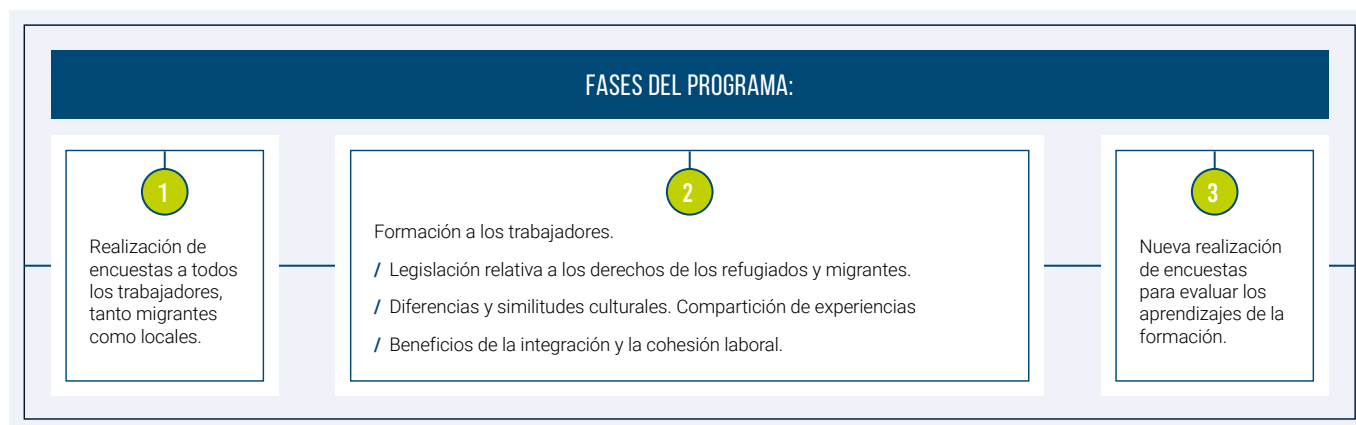 FASES DEL PROGRAMA:
1
Realización de
encuestas a todos
los trabajadores,
tanto migrantes
como locales.
2
Formación a los trabajadores.
/ Legislación relativa a los derechos de los refugiados y migrantes.
/ Diferencias y similitudes culturales. Compartición de experiencias
/ Beneficios de la integración y la cohesión laboral.
3
Nueva realización
de encuestas
para evaluar los
aprendizajes de la
formación.